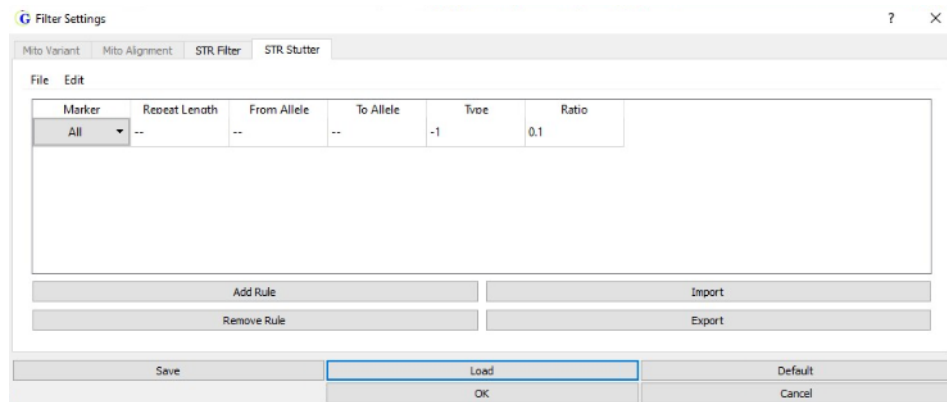 G Filter Settings ? ×
Mito Variant Mito Alignment STR Filter STR Stutter
File Edit
Marker Repeat Length From Allele To Allele Type Ratio
All -- -- -- -1 0.1
Add Rule Import
Remove Rule Export
Save Load Default
OK Cancel